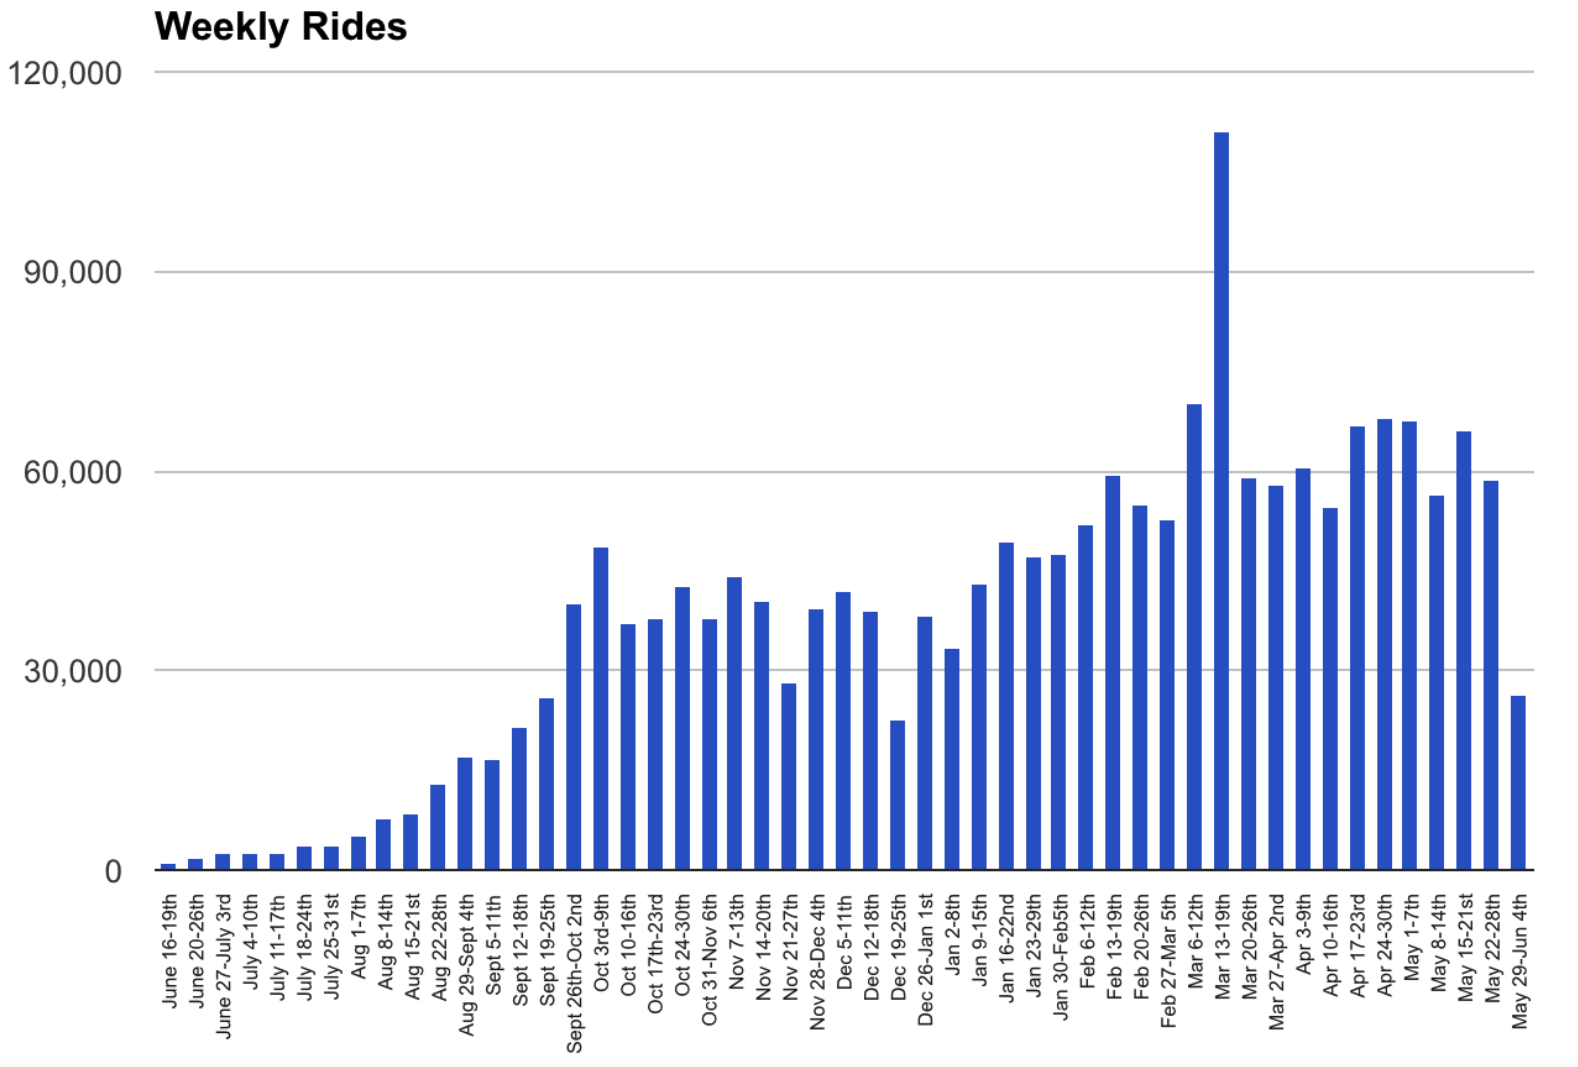 Weekly Rides
120,000
90,000
60,000
30,000
0
June 16-19th
June 20-26th
June 27-July 3rd
July 4-10th
July 11-17th
July 18-24th
July 25-31st
Aug 1-7th
Aug 8-14th
Aug 15-21st
Aug 22-28th
Aug 29-Sept 4th
Sept 5-11th
Sept 12-18th
Sept 19-25th
Sept 26th-Oct 2nd
Oct 3rd-9th
Oct 10-16th
Oct 17th-23rd
Oct 24-30th
Oct 31-Nov 6th
Nov 7-13th
Nov 14-20th
Nov 21-27th
Nov 28-Dec 4th
Dec 5-11th
Dec 12-18th
Dec 19-25th
Dec 26-Jan 1st
Jan 2-8th
Jan 9-15th
Jan 16-22nd
Jan 23-29th
Jan 30-Feb5th
Feb 6-12th
Feb 13-19th
Feb 20-26th
Feb 27-Mar 5th
Mar 6-12th
Mar 13-19th
Mar 20-26th
Mar 27-Apr 2nd
Apr 3-9th
Apr 10-16th
Apr 17-23rd
Apr 24-30th
May 1-7th
May 8-14th
May 15-21st
May 22-28th
May 29-Jun 4th